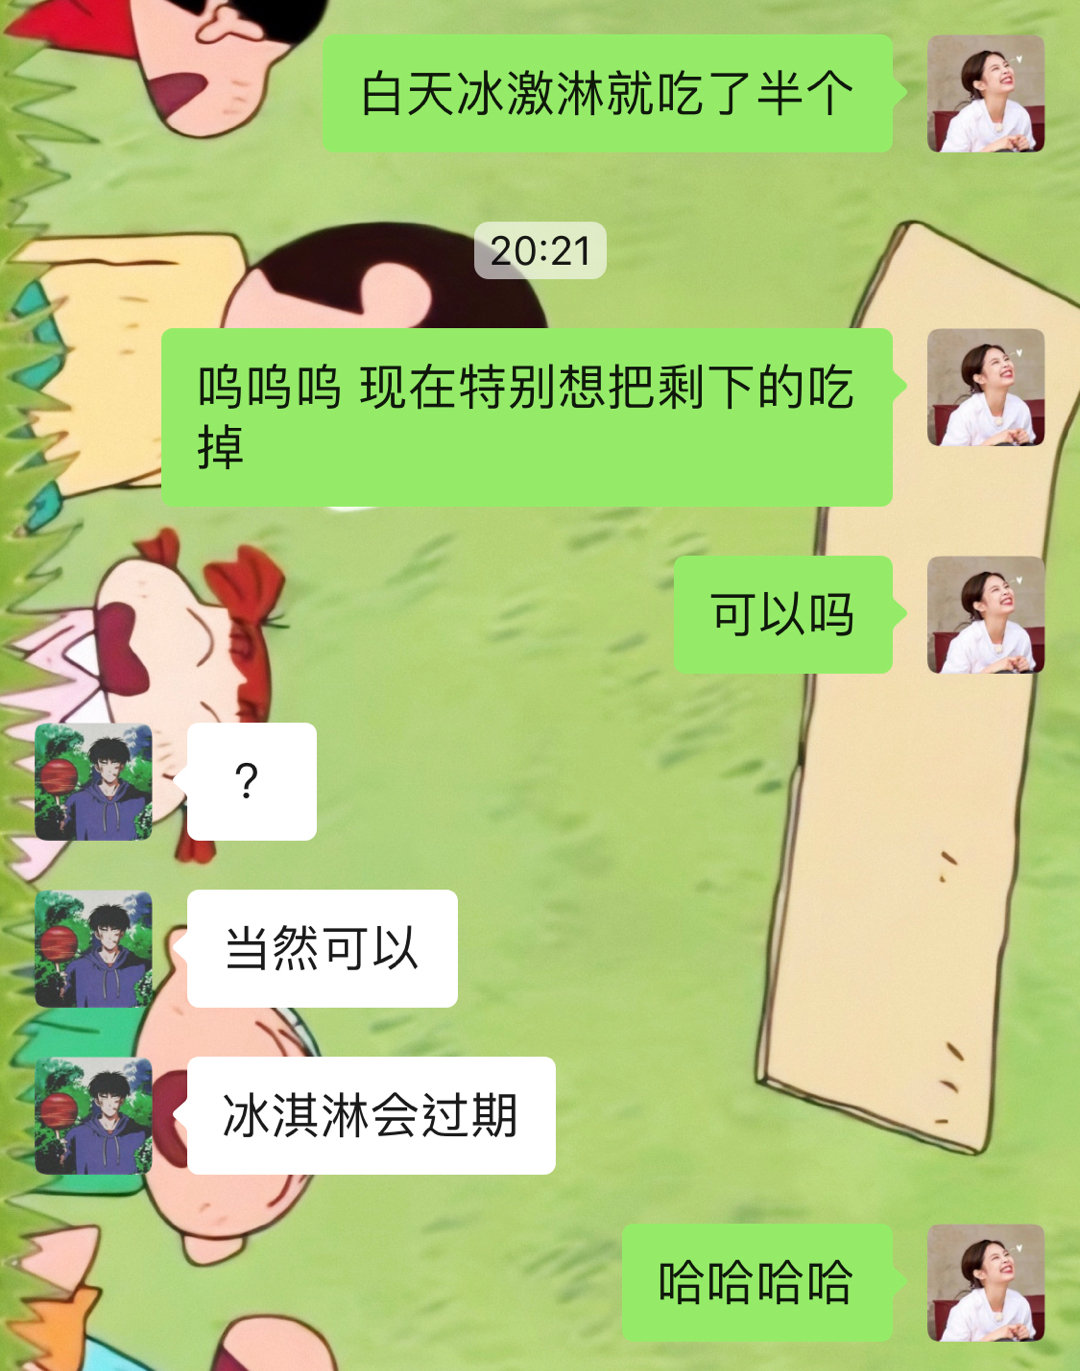 白天冰激淋就吃了半个
20:21
呜呜呜 现在特别想把剩下的吃
掉
可以吗
?
当然可以
冰淇淋会过期
哈哈哈哈